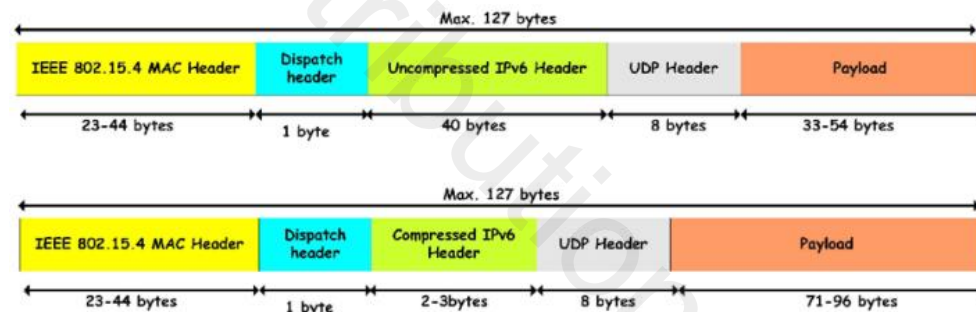 Max. 127 bytes
IEEE 802.15.4 MAC Header
Dispatch
header
Uncompressed IPv6 Header
UDP Header
Payload
23-44 bytes
1 byte
40 bytes
8 bytes
33-54 bytes
Max. 127 bytes
IEEE 802.15.4 MAC Header
Dispatch
header
Compressed IPv6
Header
UDP Header
Payload
23-44 bytes
1 byte
2-3bytes
8 bytes
71-96 bytes
tribution